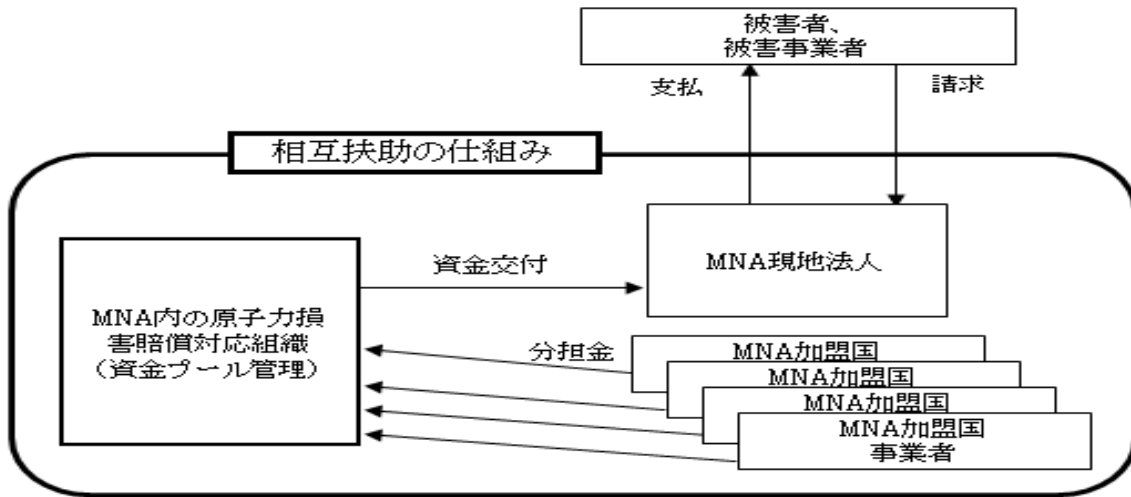 被害者、
被害事業者
支払
請求
相互扶助の仕組み
MNA現地法人
資金交付
MNA内の原子力損
害賠償対応組織
（資金プール管理）
分担金
MNA加盟国
MNA加盟国
MNA加盟国
MNA加盟国
事業者